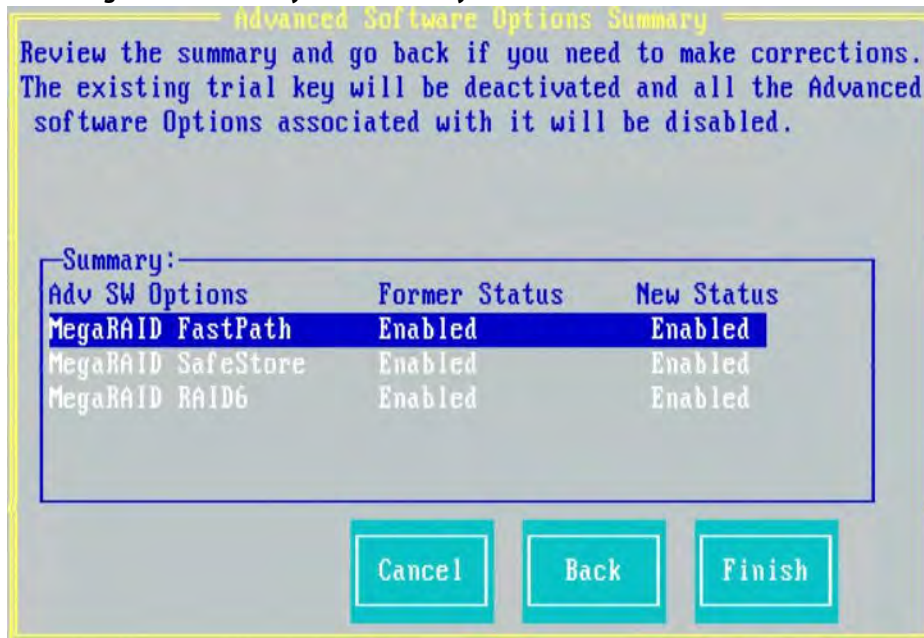 Advanced Software Options Summary
Review the summary and go back if you need to make corrections.
The existing trial key will be deactivated and all the Advanced
software Options associated with it will be disabled.
Summary:
Adv SW Options Former Status New Status
MegaRAID FastPath Enabled Enabled
MegaRAID SafeStore Enabled Enabled
MegaRAID RAID6 Enabled Enabled
Cancel Back Finish